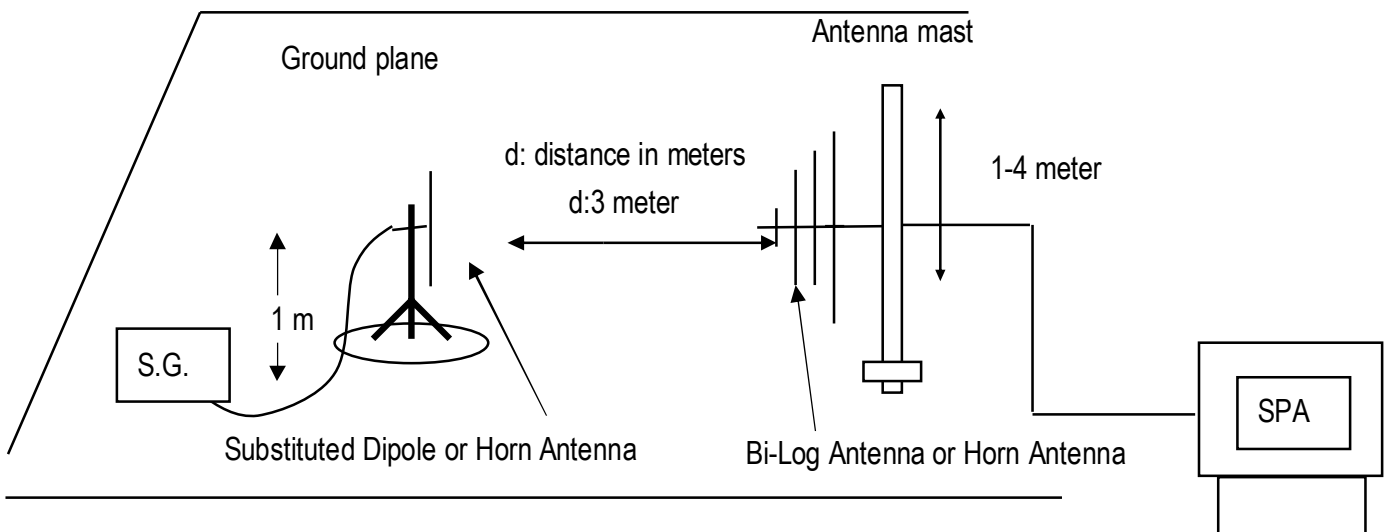 Antenna mast
Ground plane
d: distance in meters
d:3 meter
1-4 meter
1 m
S.G.
SPA
Substituted Dipole or Horn Antenna
Bi-Log Antenna or Horn Antenna